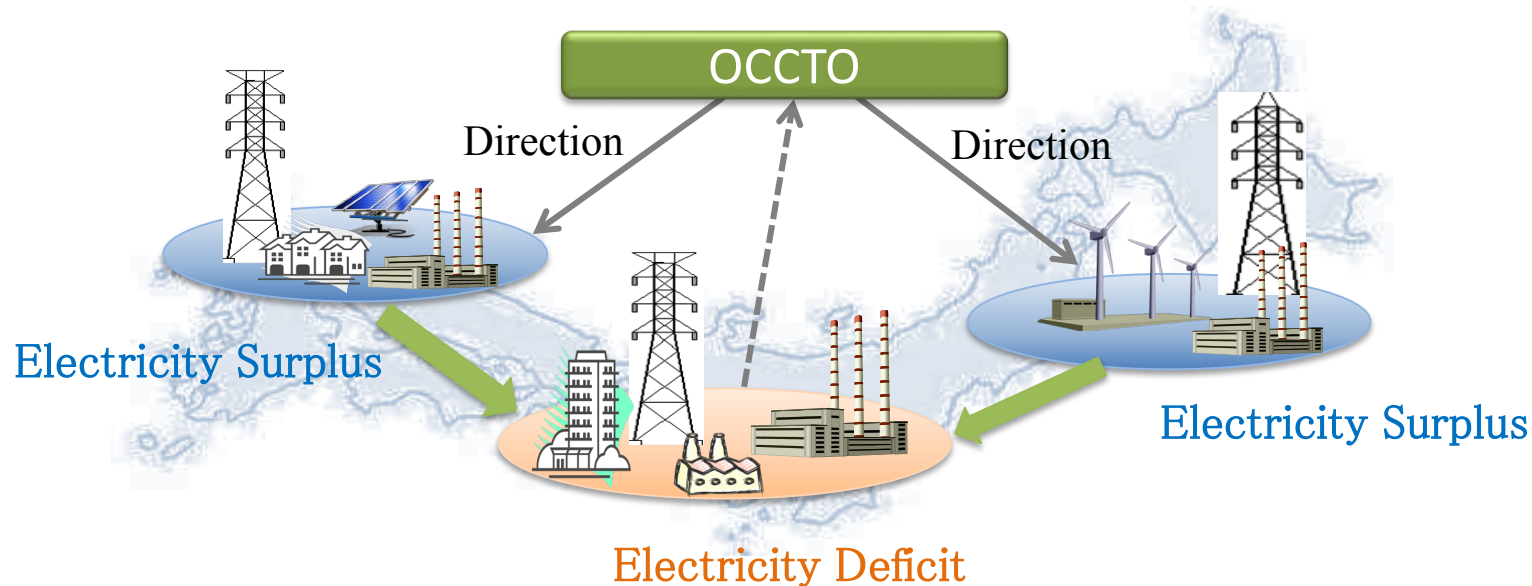 OCCTO
Direction
Direction
Electricity Surplus
Electricity Surplus
Electricity Deficit